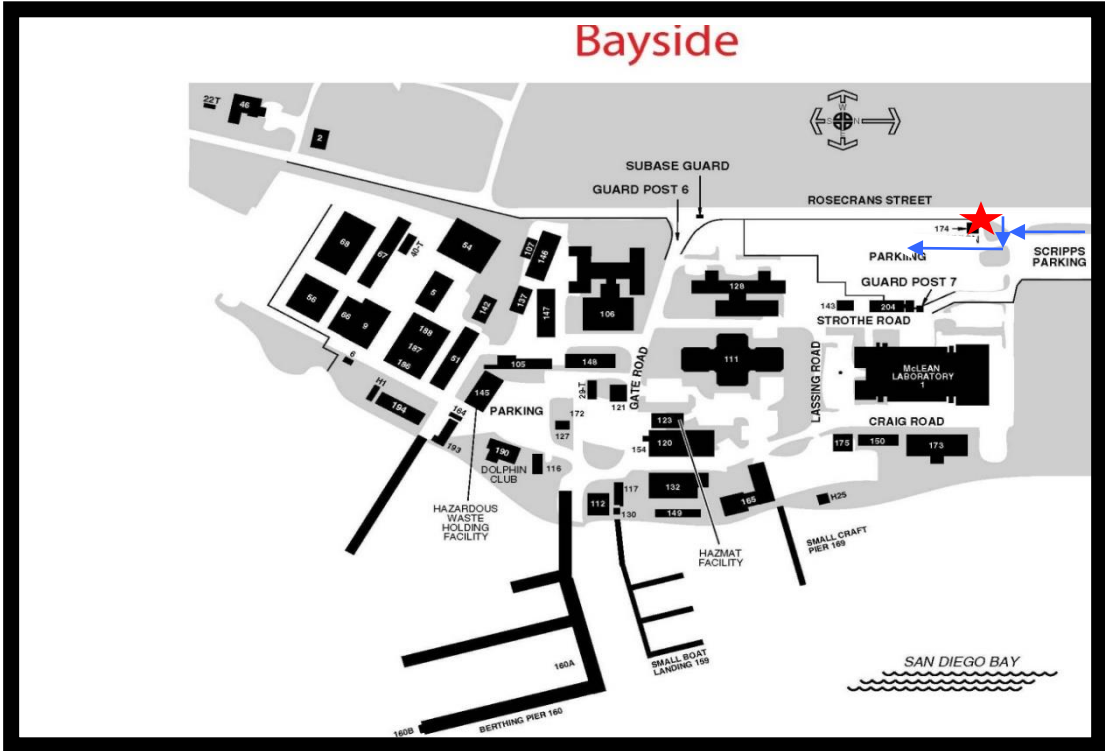 Bayside
22T
46
2
W
S
N
SUBASE GUARD
GUARD POST 6
ROSECRANS STREET
174
PARKING
SCRIPPS
PARKING
GUARD POST 7
68
67
40-T
54
107
146
56
66
9
5
142
137
147
106
128
143
204
STROTHE ROAD
188
187
186
51
6
105
148
GATE ROAD
111
LASSING ROAD
McLEAN
LABORATORY
1
H1
194
164
193
145
PARKING
29-T
121
172
127
123
154
120
CRAIG ROAD
175
150
173
190
DOLPHIN
CLUB
116
112
117
130
132
149
165
H25
HAZARDOUS
WASTE
HOLDING
FACILITY
HAZMAT
FACILITY
SMALL CRAFT
PIER 169
160A
SMALL BOAT
LANDING 159
160B
BERTHING PIER 160
SAN DIEGO BAY